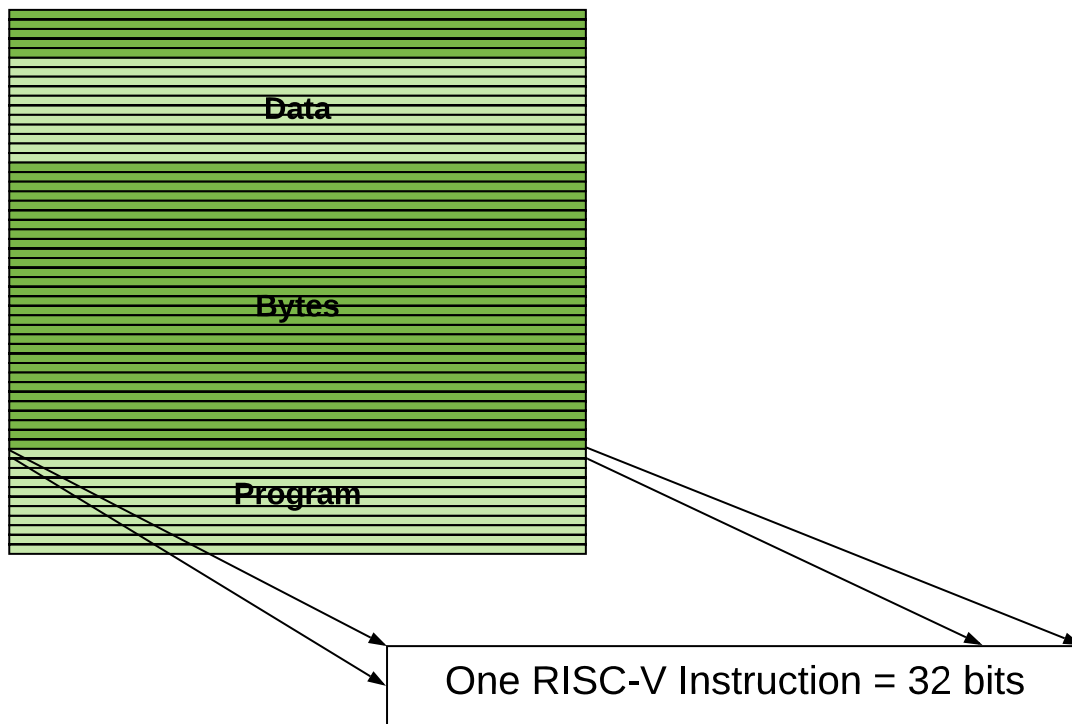 Data
Bytes
Program
One RISC-V Instruction = 32 bits